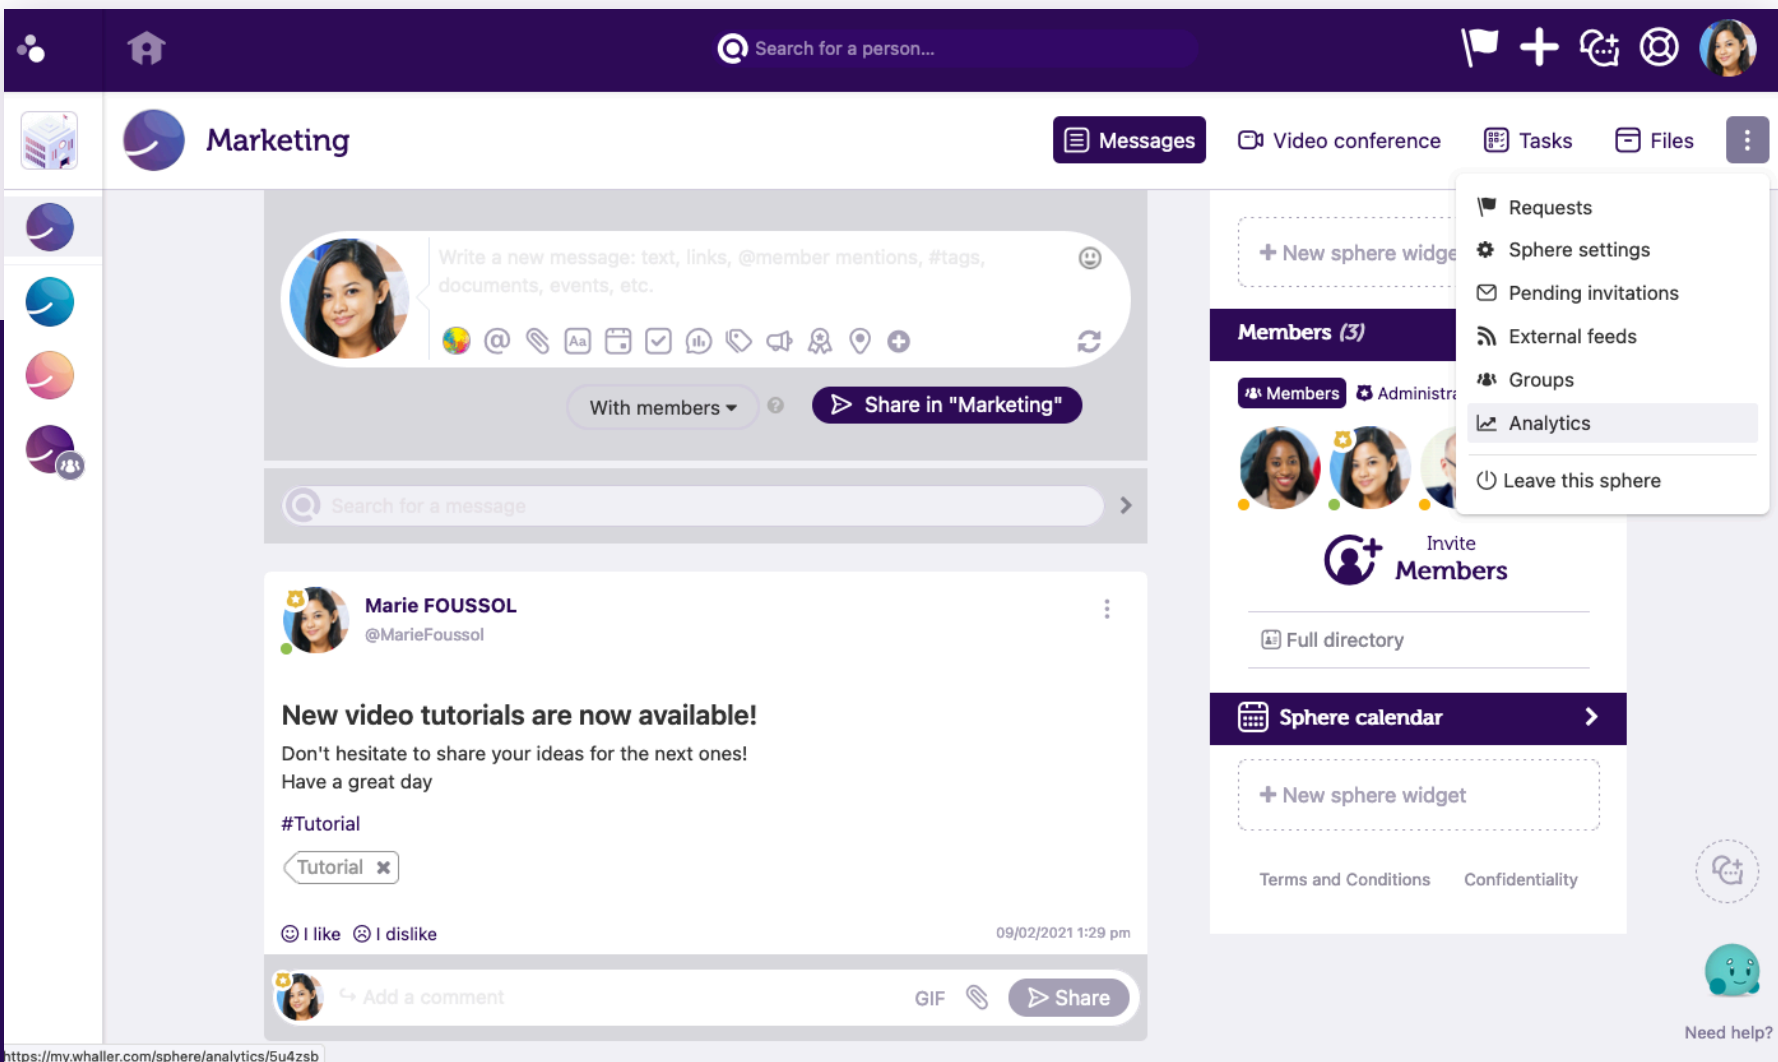 Search for a person...
Marketing
Messages
Video conference
Tasks
Files
Requests
Sphere settings
Pending invitations
External feeds
Groups
Analytics
Leave this sphere
Write a new message: text, links, @member mentions, #tags,
documents, events, etc.
Aa
With members
?
Share in "Marketing"
Search for a message
+ New sphere widge
Members (3)
Members
Administra
Invite
Members
Full directory
Sphere calendar
+ New sphere widget
Terms and Conditions
Confidentiality
Marie FOUSSOL
@MarieFoussol
New video tutorials are now available!
Don't hesitate to share your ideas for the next ones!
Have a great day
#Tutorial
Tutorial
I like
I dislike
09/02/2021 1:29 pm
Add a comment
GIF
Share
Need help?
https://my.whaller.com/sphere/analytics/5u4zsb